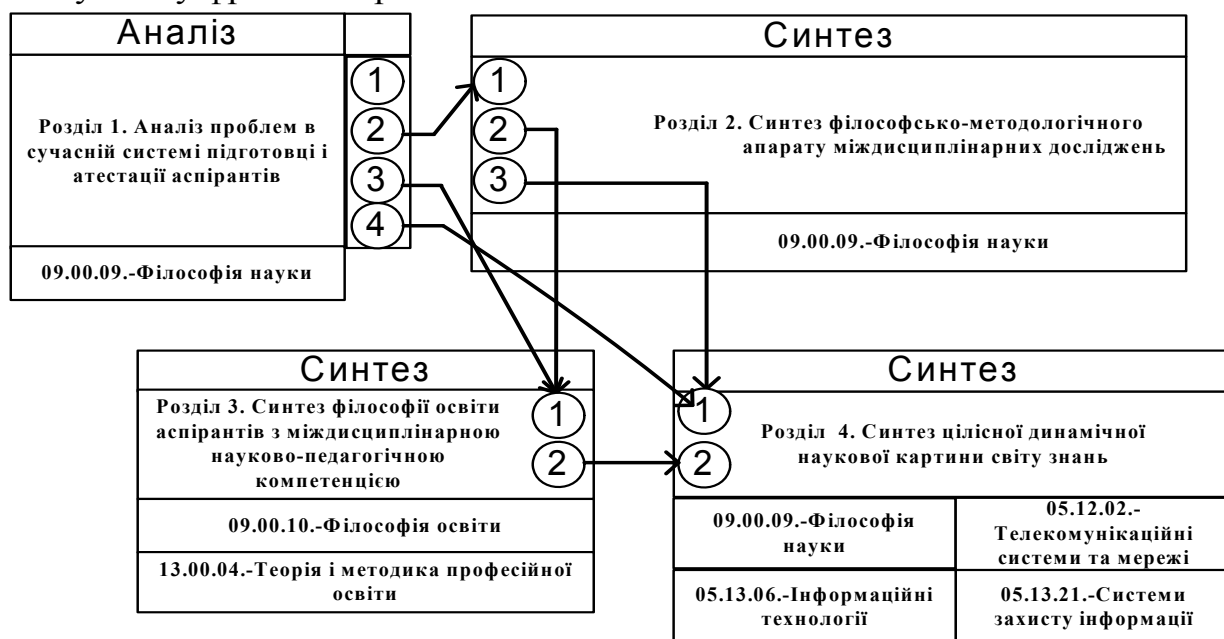 Аналіз
1
2
3
4
Розділ 1. Аналіз проблем в
сучасній системі підготовці і
атестації аспірантів
09.00.09.-Філософія науки
Синтез
1
2
3
Розділ 2. Синтез філософсько-методологічного
апарату міждисциплінарних досліджень
09.00.09.-Філософія науки
Синтез
Розділ 3. Синтез філософії освіти
аспірантів з міждисциплінарною
науково-педагогічною
компетенцією
1
2
09.00.10.-Філософія освіти
13.00.04.-Теорія і методика професійної
освіти
Синтез
1
2
Розділ 4. Синтез цілісної динамічної
наукової картини світу знань
09.00.09.-Філософія
науки
05.12.02.-
Телекомунікаційні
системи та мережі
05.13.06.-Інформаційні
технології
05.13.21.-Системи
захисту інформації